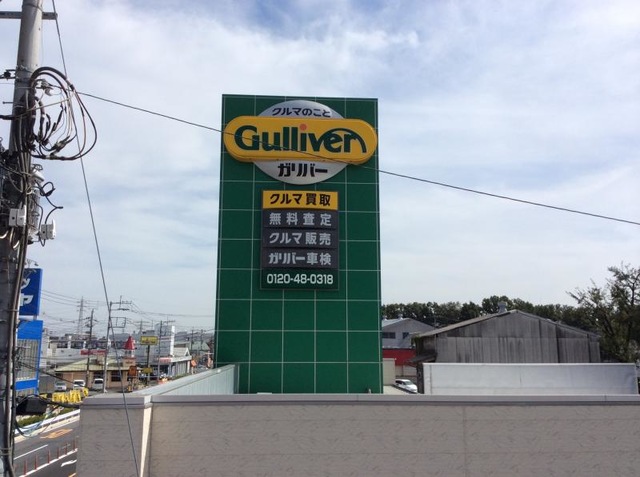 クルマのこと
Gulliver
ガリバー
クルマ買取
無料査定
クルマ販売
ガリバー車検
0120-48-0318